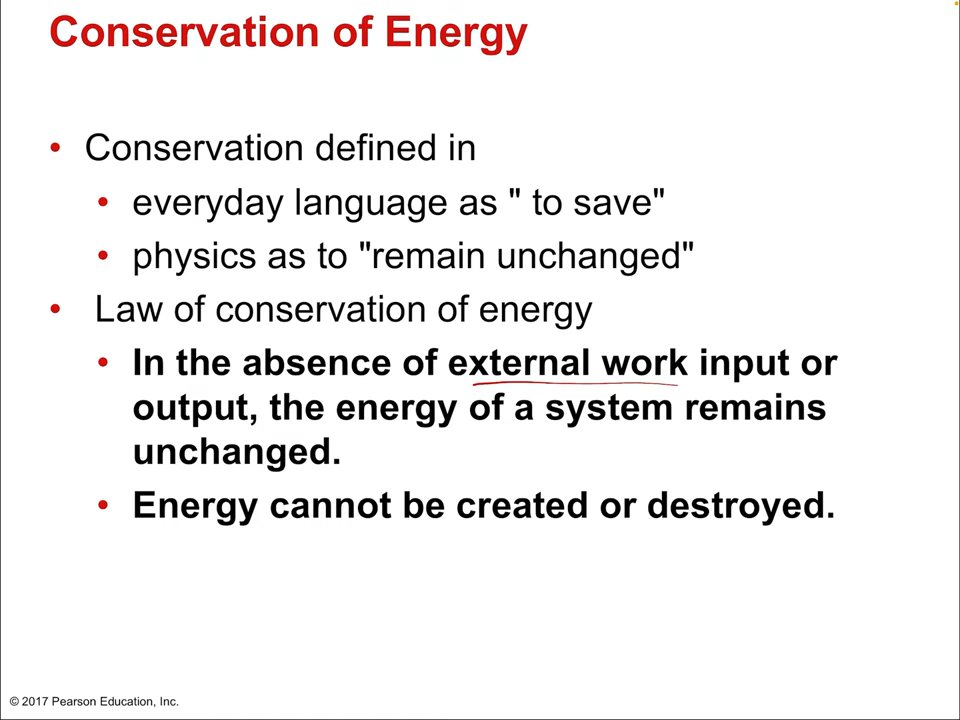 Conservation of Energy
• Conservation defined in
• everyday language as " to save"
• physics as to "remain unchanged"
• Law of conservation of energy
• In the absence of external work input or
output, the energy of a system remains
unchanged.
• Energy cannot be created or destroyed.
© 2017 Pearson Education, Inc.